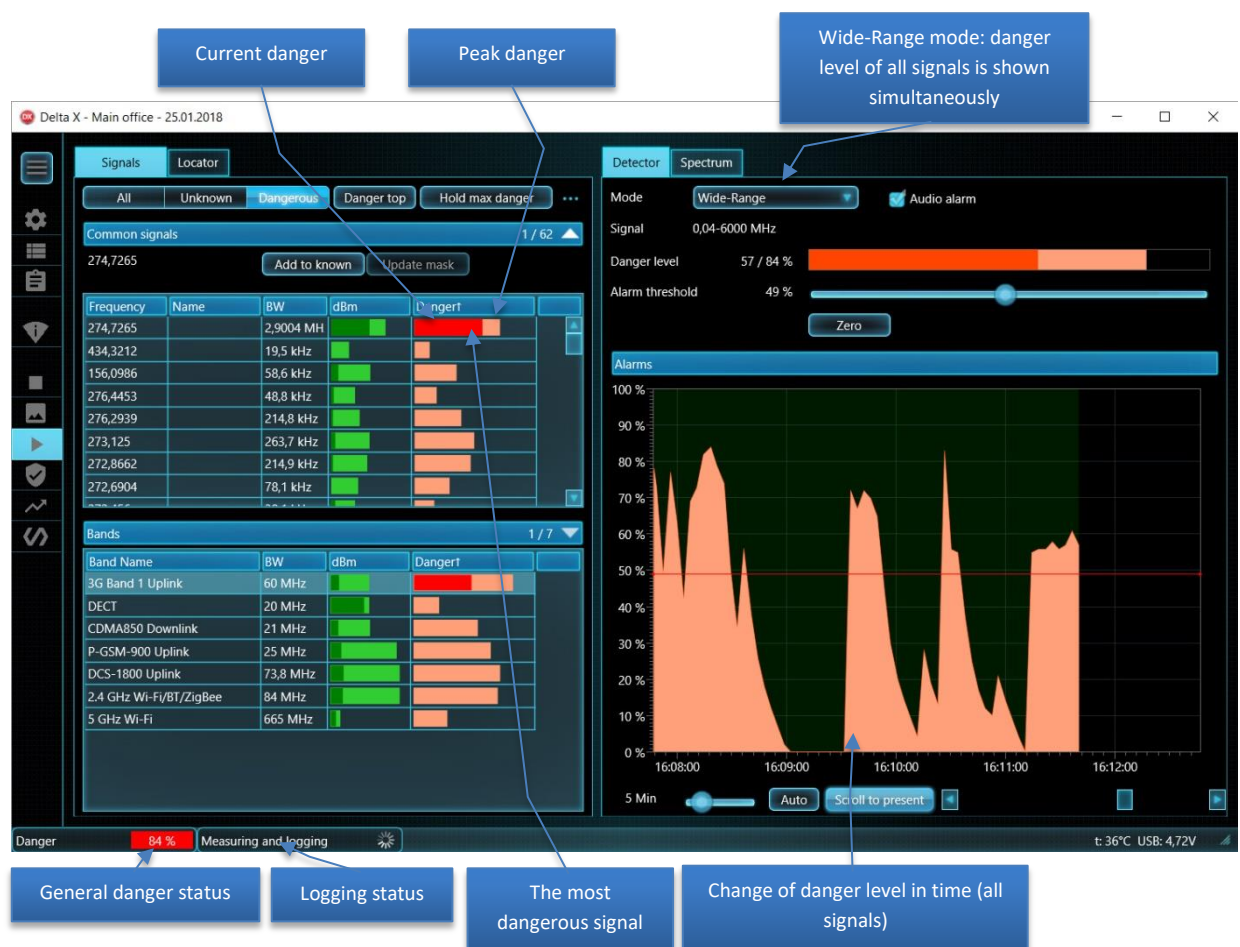 Current danger
Peak danger
Wide-Range mode: danger
level of all signals is shown
simultaneously
Delta X - Main office - 25.01.2018
Signals
Locator
All
Unknown
Dangerous
Danger top
Hold max danger
...
Common signals
1 / 62
274,7265
Add to known
Update mask
Frequency Name BW dBm Danger↑
274,7265 2,9004 MH
434,3212 19,5 kHz
156,0986 58,6 kHz
276,4453 48,8 kHz
276,2939 214,8 kHz
273,125 263,7 kHz
272,8662 214,9 kHz
272,6904 78,1 kHz
Bands
1 / 7
Band Name BW dBm Danger↑
3G Band 1 Uplink 60 MHz
DECT 20 MHz
CDMA850 Downlink 21 MHz
P-GSM-900 Uplink 25 MHz
DCS-1800 Uplink 73,8 MHz
2.4 GHz Wi-Fi/BT/ZigBee 84 MHz
5 GHz Wi-Fi 665 MHz
Detector
Spectrum
Mode Wide-Range Audio alarm
Signal 0,04-6000 MHz
Danger level 57 / 84 %
Alarm threshold 49 %
Zero
Alarms
100 %
90 %
80 %
70 %
60 %
50 %
40 %
30 %
20 %
10 %
0 %
16:08:00 16:09:00 16:10:00 16:11:00 16:12:00
5 Min Auto Scroll to present
Danger 84 % Measuring and logging
t: 36°C USB: 4,72V
General danger status
Logging status
The most
dangerous signal
Change of danger level in time (all
signals)